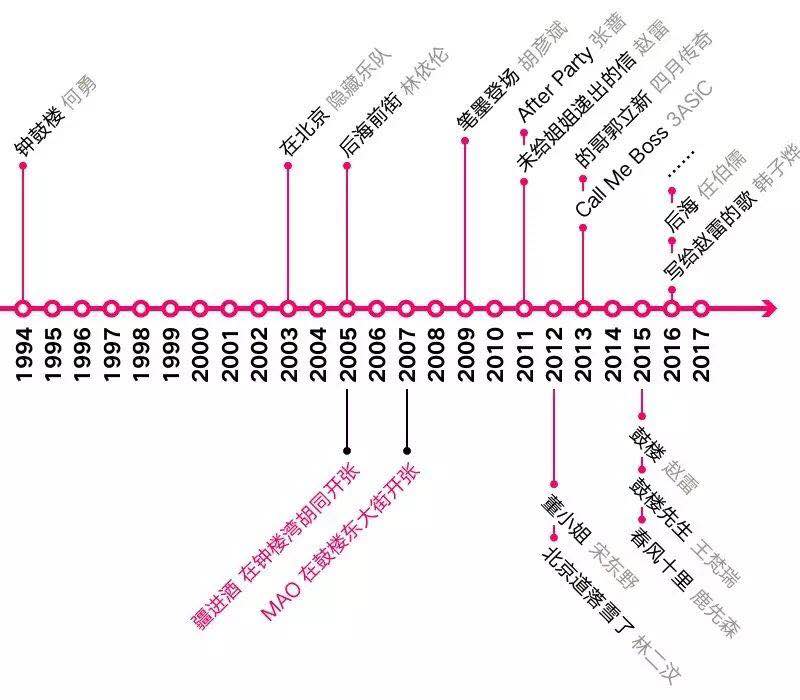 钟鼓楼 何勇
在北京 隐藏乐队
后海前街 林依伦
笔墨登场 胡彦斌
After Party 张蔷
未给姐姐递出的信 赵雷
的哥郭立新 四月传奇
Call Me Boss 3ASiC
......
后海 任伯儒
写给赵雷的歌 韩子烨
1994
1995
1996
1997
1998
1999
2000
2001
2002
2003
2004
2005
2006
2007
2008
2009
2010
2011
2012
2013
2014
2015
2016
2017
疆进酒 在钟楼湾胡同开张
MAO 在鼓楼东大街开张
董小姐 宋东野
北京道落雪了 林二汶
鼓楼 赵雷
鼓楼先生 王梵瑞
春风十里 鹿先森